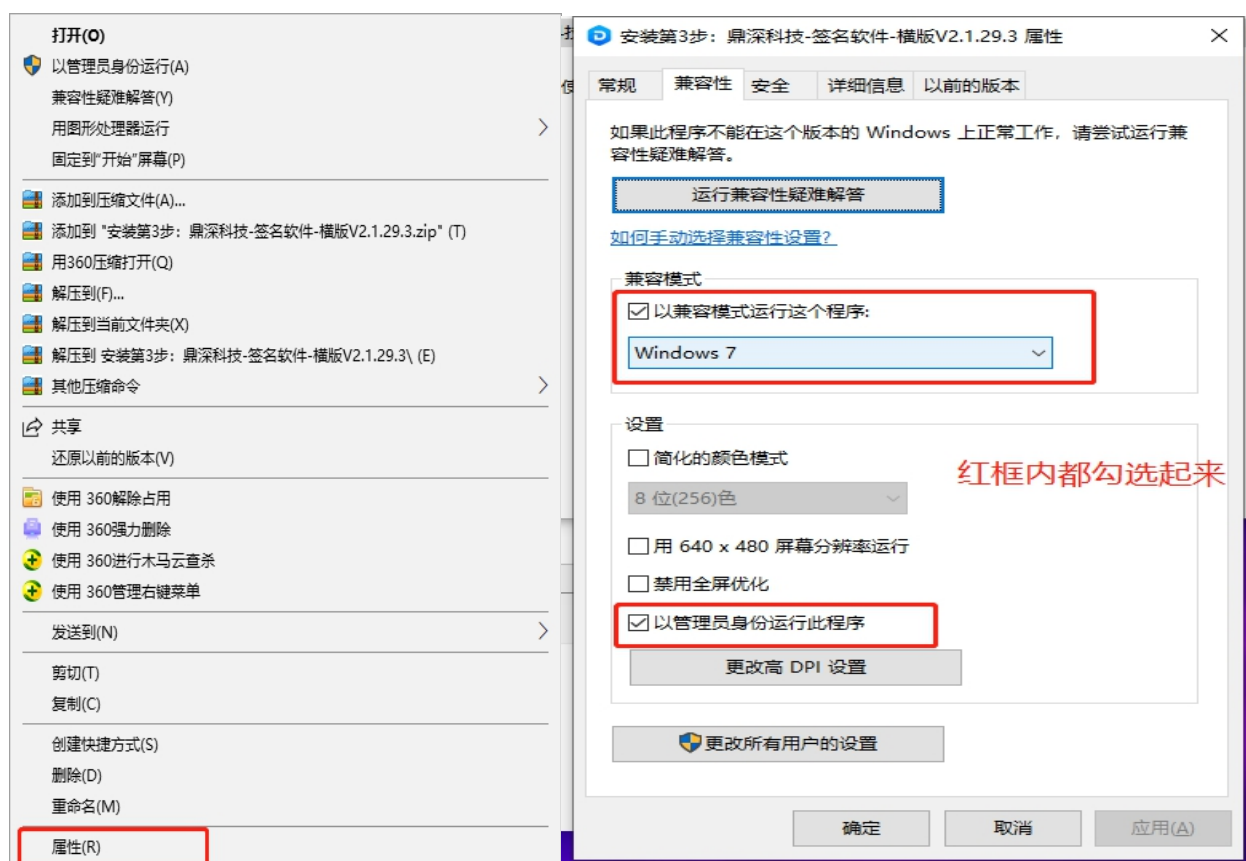 打开(O)
以管理员身份运行(A)
兼容性疑难解答(Y)
用图形处理器运行
固定到"开始"屏幕(P)
添加到压缩文件(A)...
添加到 "安装第3步：鼎深科技-签名软件-横版V2.1.29.3.zip" (T)
用360压缩打开(Q)
解压到(F)...
解压到当前文件夹(X)
解压到 安装第3步：鼎深科技-签名软件-横版V2.1.29.3\ (E)
其他压缩命令
共享
还原以前的版本(V)
使用 360解除占用
使用 360强力删除
使用 360进行木马云查杀
使用 360管理右键菜单
发送到(N)
剪切(T)
复制(C)
创建快捷方式(S)
删除(D)
重命名(M)
属性(R)
安装第3步：鼎深科技-签名软件-横版V2.1.29.3 属性
常规 兼容性 安全 详细信息 以前的版本
如果此程序不能在这个版本的 Windows 上正常工作，请尝试运行兼
容性疑难解答。
运行兼容性疑难解答
如何手动选择兼容性设置?
兼容模式
以兼容模式运行这个程序:
Windows 7
设置
简化的颜色模式
8 位(256)色
用 640 x 480 屏幕分辨率运行
禁用全屏优化
以管理员身份运行此程序
更改高 DPI 设置
红框内都勾选起来
更改所有用户的设置
确定 取消 应用(A)